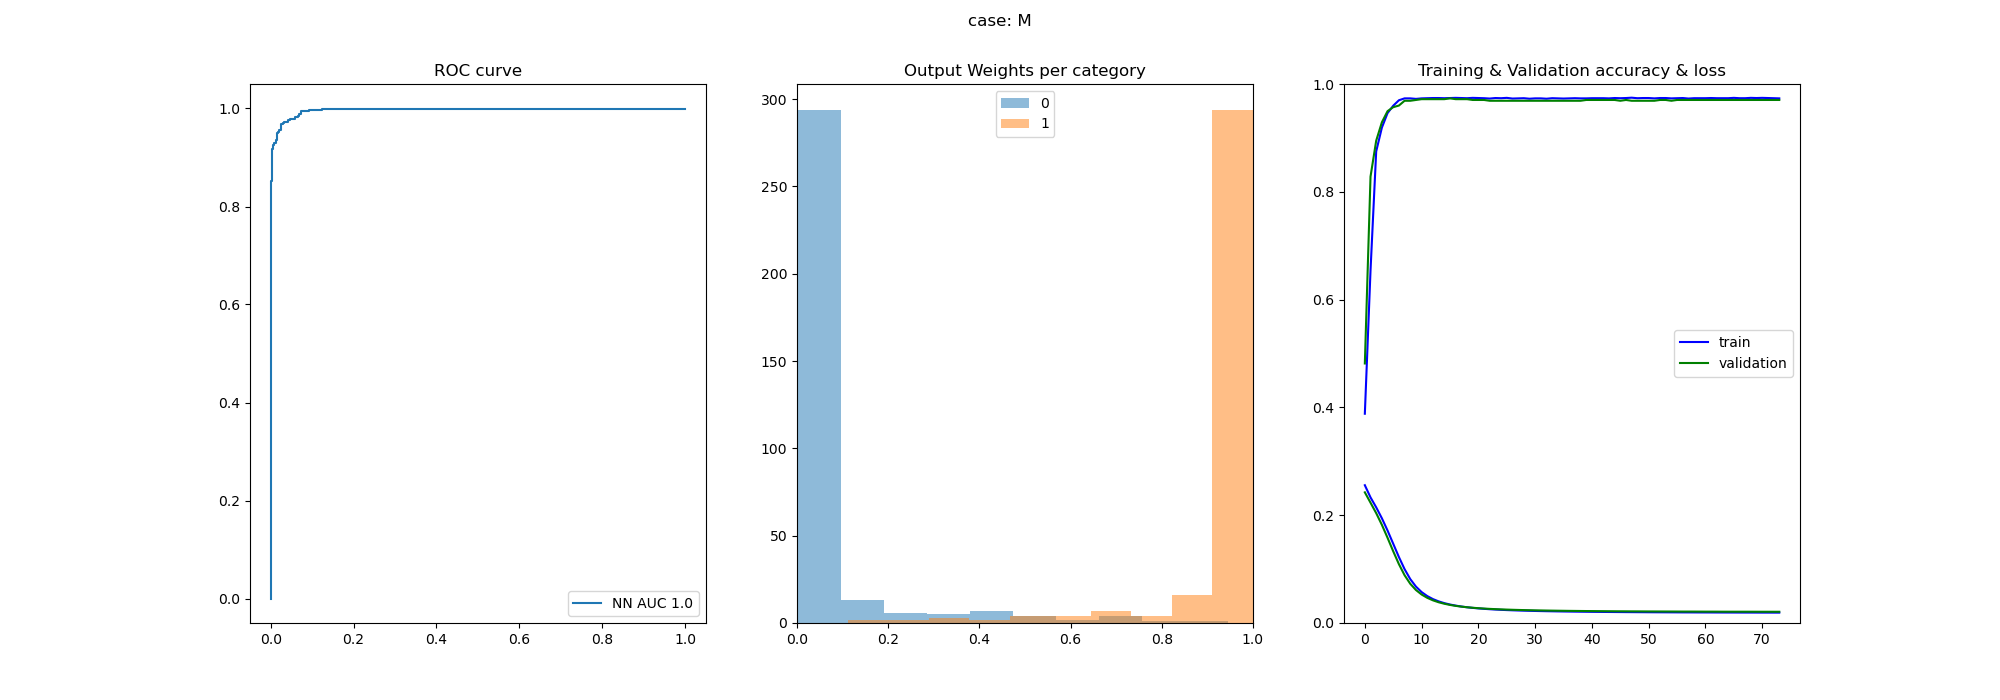 case: M
ROC curve
1.0
0.8
0.6
0.4
0.2
0.0
0.0 0.2 0.4 0.6 0.8 1.0
NN AUC 1.0
Output Weights per category
300
250
200
150
100
50
0
0.0 0.2 0.4 0.6 0.8 1.0
0
1
Training & Validation accuracy & loss
1.0
0.8
0.6
0.4
0.2
0.0
0 10 20 30 40 50 60 70
train
validation